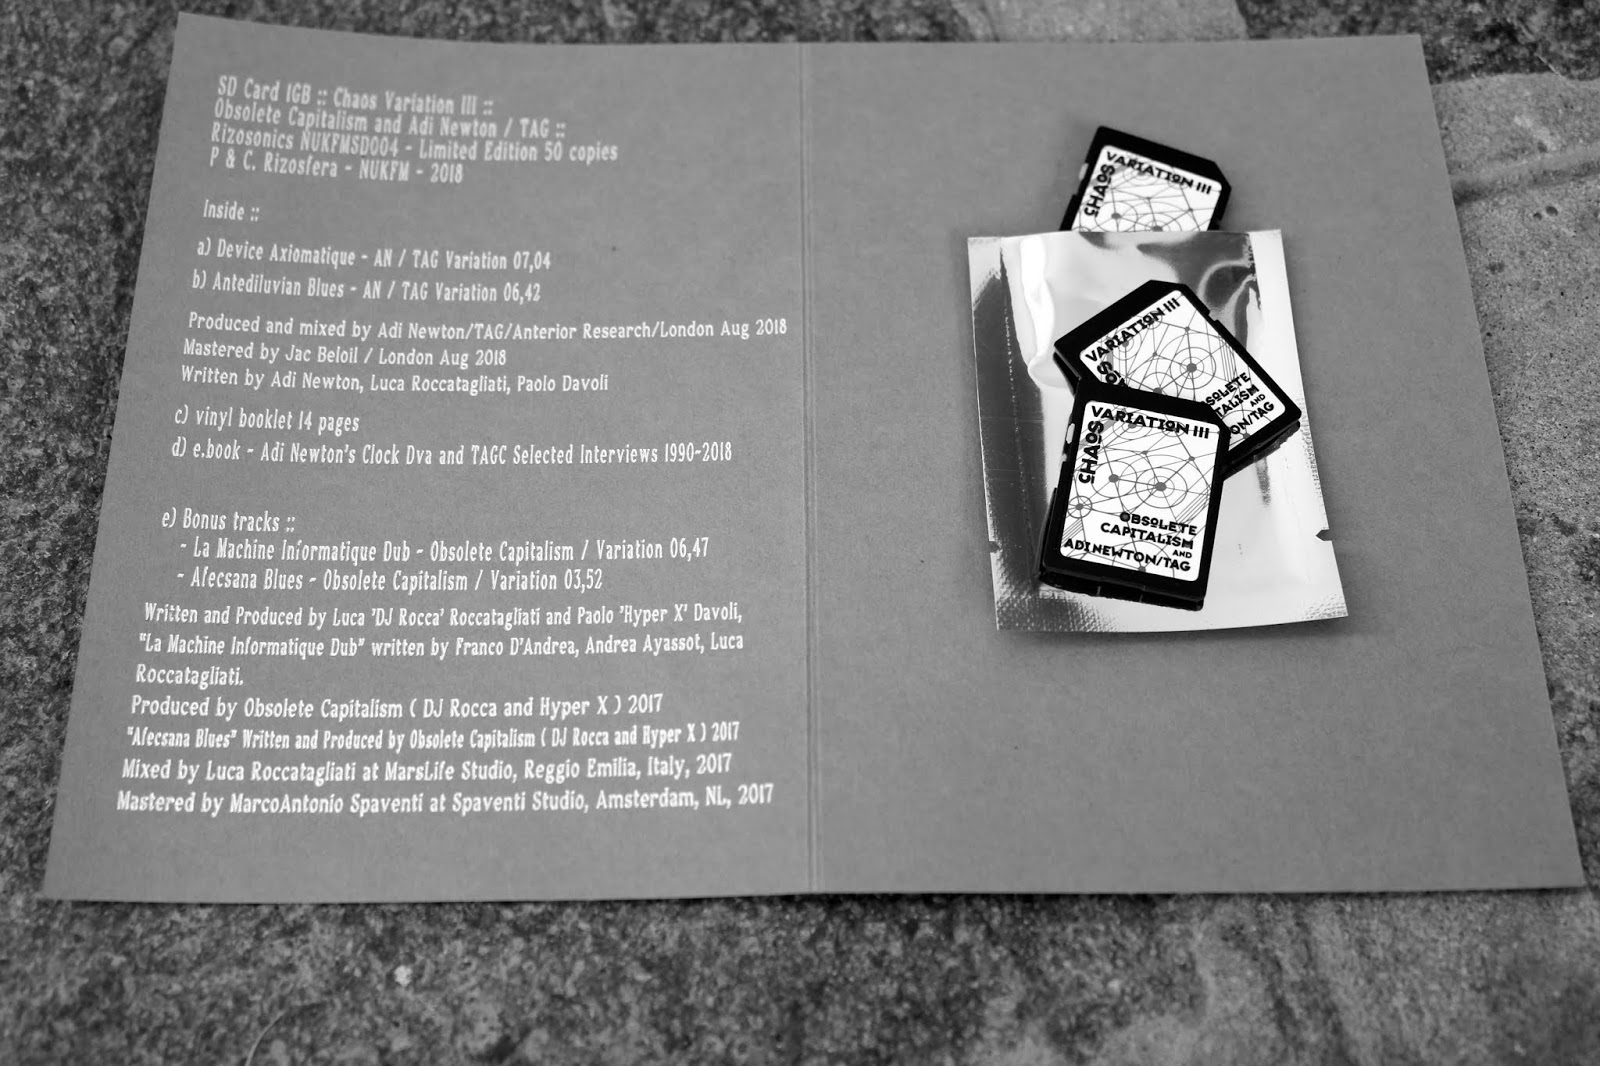 SD Card 1GB :: Chaos Variation III ::
Obsolete Capitalism and Adi Newton / TAG ::
Rizosonics NUKFMSD004 - Limited Edition 50 copies
P & C. Rizosfera - NUKFM - 2018
Inside ::
a) Device Axiomatique - AN / TAG Variation 07,04
b) Antediluvian Blues - AN / TAG Variation 06,42
Produced and mixed by Adi Newton/TAG/Anterior Research/London Aug 2018
Mastered by Jac Beloil / London Aug 2018
Written by Adi Newton, Luca Roccatagliati, Paolo Davoli
c) vinyl booklet 14 pages
d) e.book - Adi Newton's Clock Dva and TAGC Selected Interviews 1990-2018
e) Bonus tracks ::
- La Machine Informatique Dub - Obsolete Capitalism / Variation 06,47
- Afecsana Blues - Obsolete Capitalism / Variation 03,52
Written and Produced by Luca 'DJ Rocca' Roccatagliati and Paolo 'Hyper X' Davoli,
"La Machine Informatique Dub" written by Franco D'Andrea, Andrea Ayassot, Luca
Roccatagliati.
Produced by Obsolete Capitalism ( DJ Rocca and Hyper X ) 2017
"Afecsana Blues" Written and Produced by Obsolete Capitalism ( DJ Rocca and Hyper X ) 2017
Mixed by Luca Roccatagliati at MarsLife Studio, Reggio Emilia, Italy, 2017
Mastered by MarcoAntonio Spaventi at Spaventi Studio, Amsterdam, NL, 2017
VARIATION III
CHAOS
VARIATION III
AND
VARIATION III
CHAOS
OBSOLETE
CAPITALISM
AND
ADI NEWTON/TAG